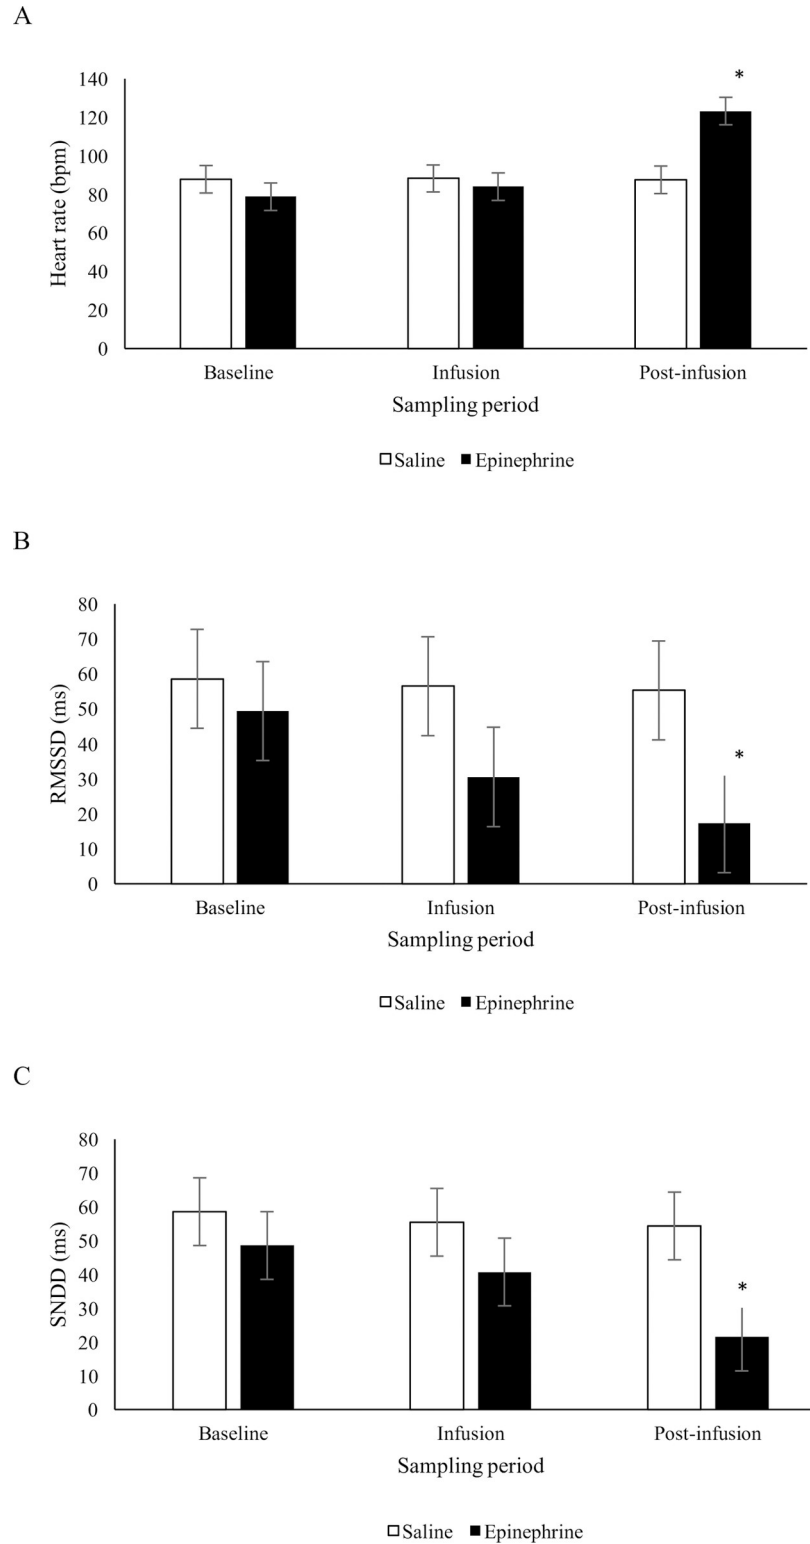 A
Heart rate (bpm)
140
120
100
80
60
40
20
0
*
Baseline Infusion Post-infusion
Sampling period
Saline Epinephrine
B
RMSSD (ms)
80
70
60
50
40
30
20
10
0
*
Baseline Infusion Post-infusion
Sampling period
Saline Epinephrine
C
SNDD (ms)
80
70
60
50
40
30
20
10
0
*
Baseline Infusion Post-infusion
Sampling period
Saline Epinephrine